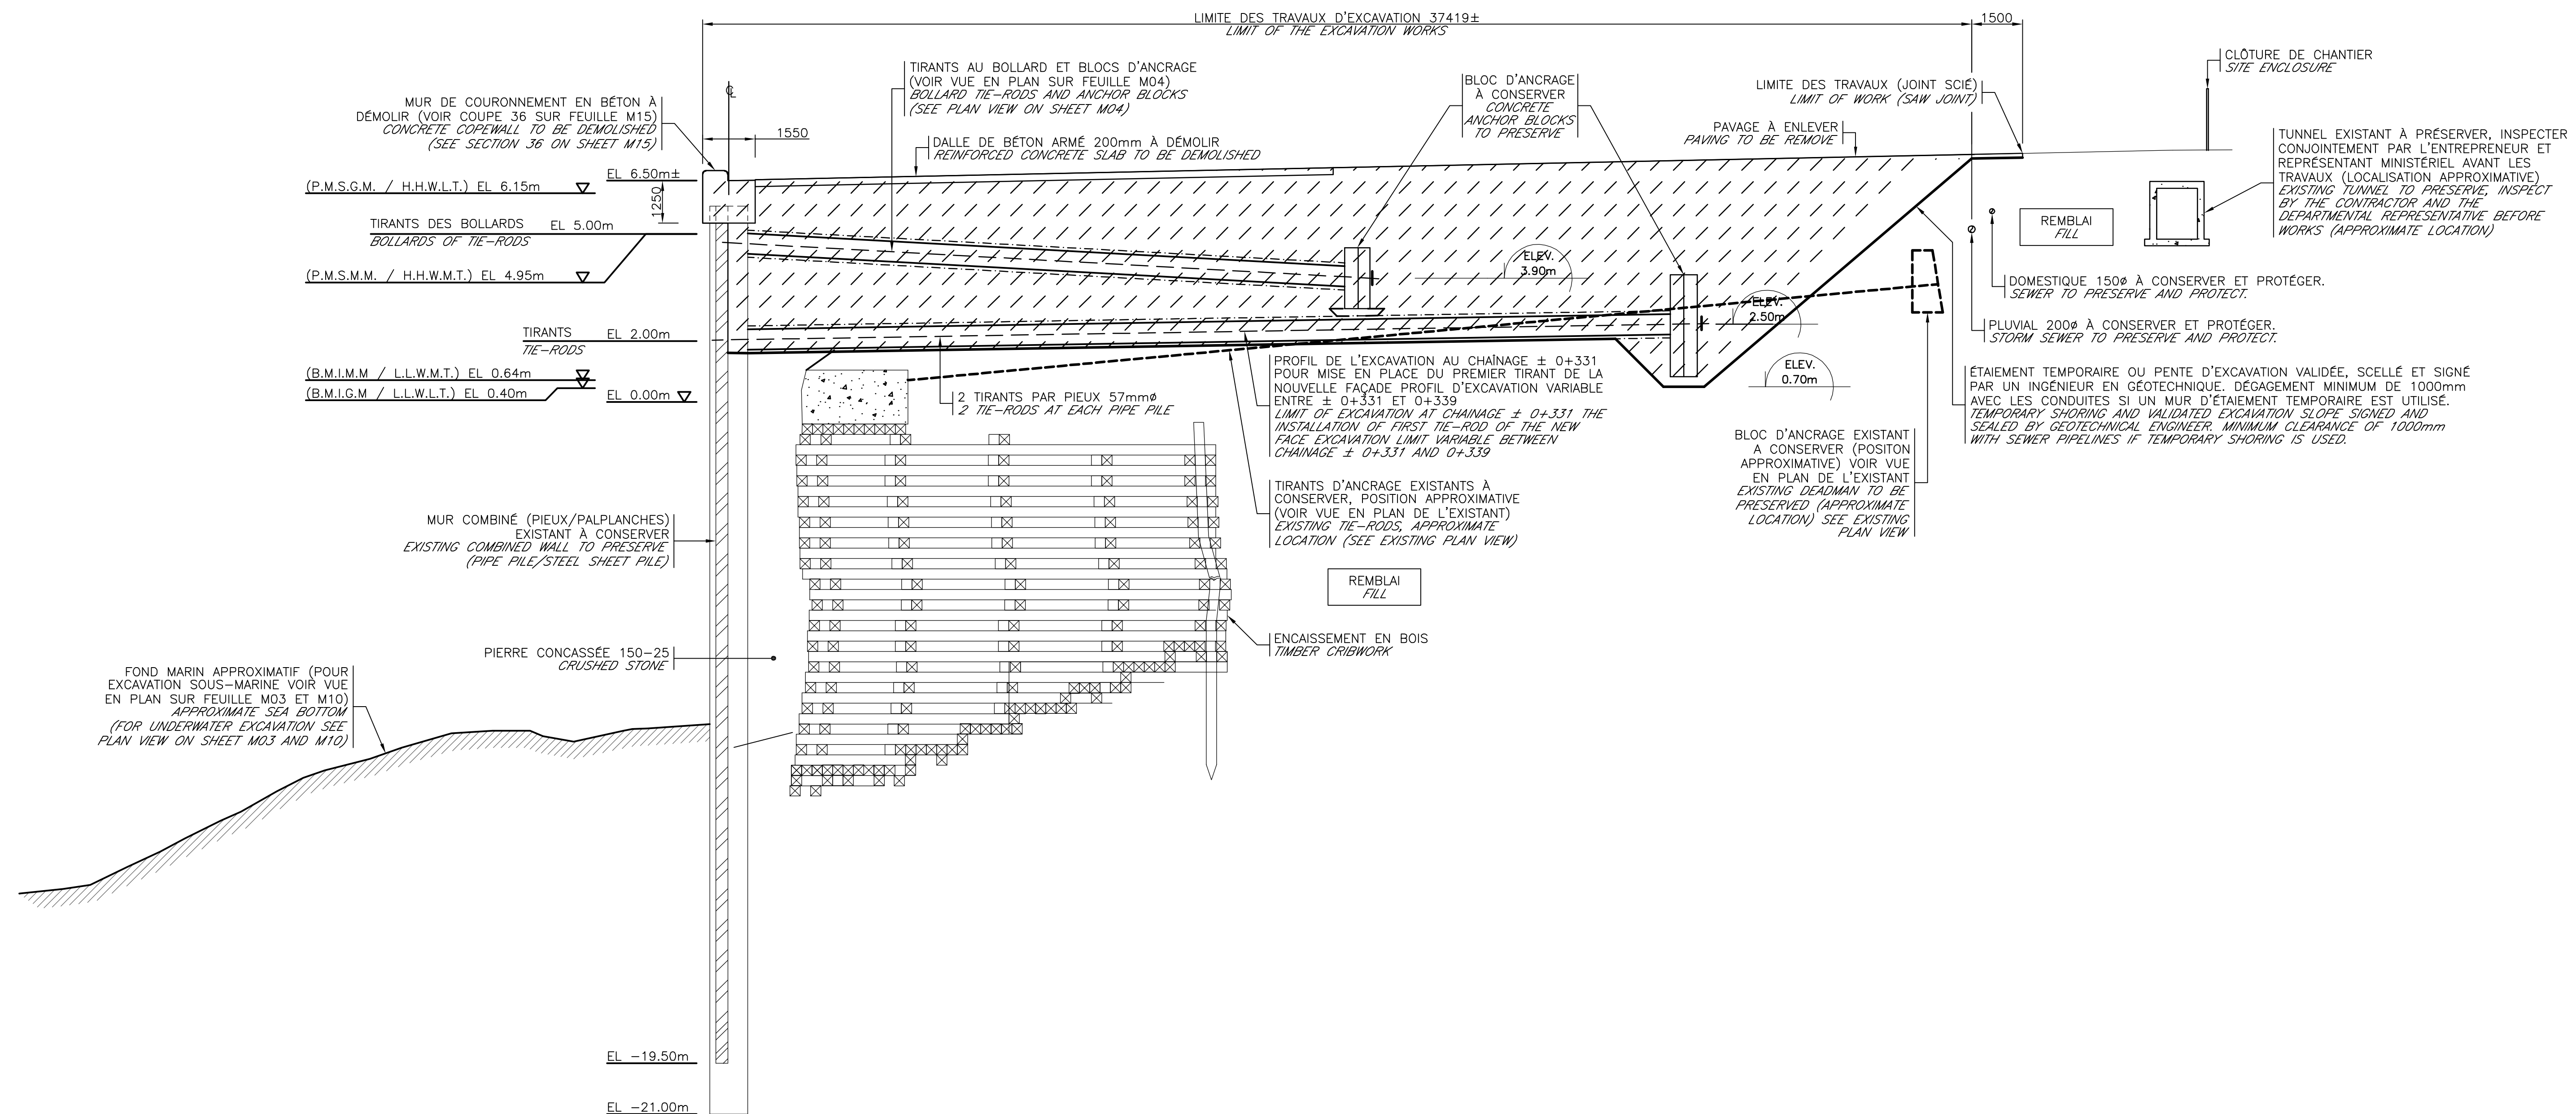 LIMITE DES TRAVAUX D'EXCAVATION 37419±
LIMIT OF THE EXCAVATION WORKS
1500
CLÔTURE DE CHANTIER
SITE ENCLOSURE
TIRANTS AU BOLLARD ET BLOCS D'ANCRAGE
(VOIR VUE EN PLAN SUR FEUILLE M04)
BOLLARD TIE-RODS AND ANCHOR BLOCKS
(SEE PLAN VIEW ON SHEET M04)
BLOC D'ANCRAGE
À CONSERVER
CONCRETE
ANCHOR BLOCKS
TO PRESERVE
LIMITE DES TRAVAUX (JOINT SCIÉ)
LIMIT OF WORK (SAW JOINT)
MUR DE COURONNEMENT EN BÉTON À
DÉMOLIR (VOIR COUPE 36 SUR FEUILLE M15)
CONCRETE COPEWALL TO BE DEMOLISHED
(SEE SECTION 36 ON SHEET M15)
℄
1550
DALLE DE BÉTON ARMÉ 200mm À DÉMOLIR
REINFORCED CONCRETE SLAB TO BE DEMOLISHED
PAVAGE À ENLEVER
PAVING TO BE REMOVE
TUNNEL EXISTANT À PRÉSERVER, INSPECTER
CONJOINTEMENT PAR L'ENTREPRENEUR ET
REPRÉSENTANT MINISTÉRIEL AVANT LES
TRAVAUX (LOCALISATION APPROXIMATIVE)
EXISTING TUNNEL TO PRESERVE, INSPECT
BY THE CONTRACTOR AND THE
DEPARTMENTAL REPRESENTATIVE BEFORE
WORKS (APPROXIMATE LOCATION)
EL 6.50m±
(P.M.S.G.M. / H.H.W.L.T.) EL 6.15m
1250
TIRANTS DES BOLLARDS EL 5.00m
BOLLARDS OF TIE-RODS
(P.M.S.M.M. / H.H.W.M.T.) EL 4.95m
REMBLAI
FILL
ELEV.
3.90m
ELEV.
2.50m
ELEV.
0.70m
DOMESTIQUE 150ø À CONSERVER ET PROTÉGER.
SEWER TO PRESERVE AND PROTECT.
PLUVIAL 200ø À CONSERVER ET PROTÉGER.
STORM SEWER TO PRESERVE AND PROTECT.
TIRANTS EL 2.00m
TIE-RODS
(B.M.I.M.M / L.L.W.M.T.) EL 0.64m
(B.M.I.G.M / L.L.W.L.T.) EL 0.40m
EL 0.00m
2 TIRANTS PAR PIEUX 57mmø
2 TIE-RODS AT EACH PIPE PILE
PROFIL DE L'EXCAVATION AU CHAÎNAGE ± 0+331
POUR MISE EN PLACE DU PREMIER TIRANT DE LA
NOUVELLE FAÇADE PROFIL D'EXCAVATION VARIABLE
ENTRE ± 0+331 ET 0+339
LIMIT OF EXCAVATION AT CHAINAGE ± 0+331 THE
INSTALLATION OF FIRST TIE-ROD OF THE NEW
FACE EXCAVATION LIMIT VARIABLE BETWEEN
CHAINAGE ± 0+331 AND 0+339
ÉTAIEMENT TEMPORAIRE OU PENTE D'EXCAVATION VALIDÉE, SCELLÉ ET SIGNÉ
PAR UN INGÉNIEUR EN GÉOTECHNIQUE. DÉGAGEMENT MINIMUM DE 1000mm
AVEC LES CONDUITES SI UN MUR D'ÉTAIEMENT TEMPORAIRE EST UTILISÉ.
TEMPORARY SHORING AND VALIDATED EXCAVATION SLOPE SIGNED AND
SEALED BY GEOTECHNICAL ENGINEER. MINIMUM CLEARANCE OF 1000mm
WITH SEWER PIPELINES IF TEMPORARY SHORING IS USED.
BLOC D'ANCRAGE EXISTANT
A CONSERVER (POSITON
APPROXIMATIVE) VOIR VUE
EN PLAN DE L'EXISTANT
EXISTING DEADMAN TO BE
PRESERVED (APPROXIMATE
LOCATION) SEE EXISTING
PLAN VIEW
TIRANTS D'ANCRAGE EXISTANTS À
CONSERVER, POSITION APPROXIMATIVE
(VOIR VUE EN PLAN DE L'EXISTANT)
EXISTING TIE-RODS, APPROXIMATE
LOCATION (SEE EXISTING PLAN VIEW)
MUR COMBINÉ (PIEUX/PALPLANCHES)
EXISTANT À CONSERVER
EXISTING COMBINED WALL TO PRESERVE
(PIPE PILE/STEEL SHEET PILE)
REMBLAI
FILL
ENCAISSEMENT EN BOIS
TIMBER CRIBWORK
PIERRE CONCASSÉE 150-25
CRUSHED STONE
FOND MARIN APPROXIMATIF (POUR
EXCAVATION SOUS-MARINE VOIR VUE
EN PLAN SUR FEUILLE M03 ET M10)
APPROXIMATE SEA BOTTOM
(FOR UNDERWATER EXCAVATION SEE
PLAN VIEW ON SHEET M03 AND M10)
EL -19.50m
EL -21.00m